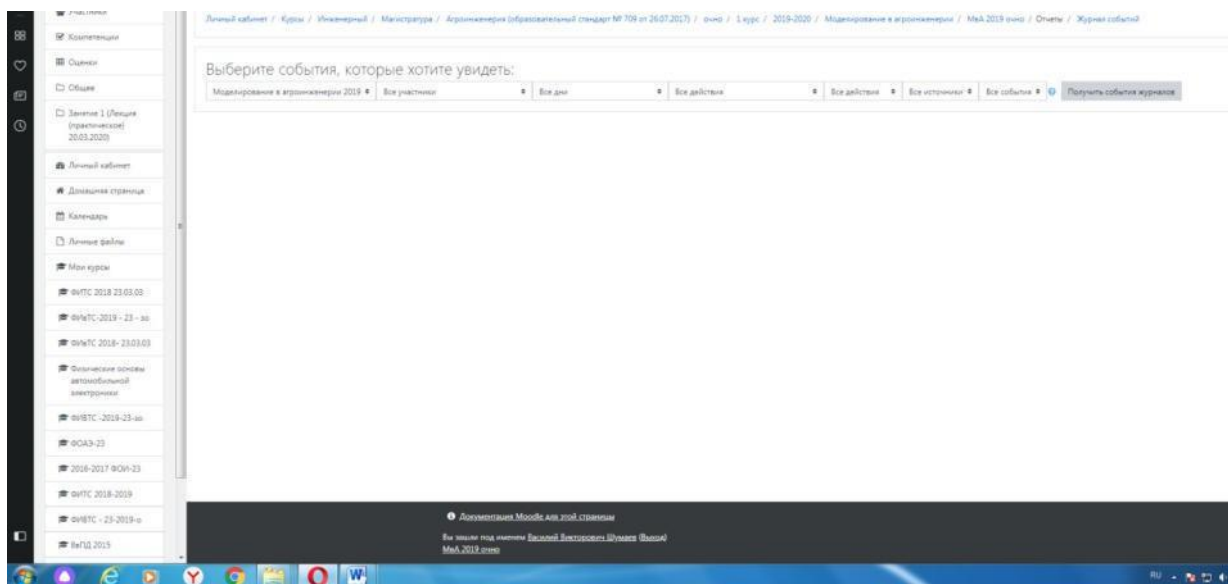 Участники
Личный кабинет / Курсы / Инженерный / Магистратура / Агроинженерия (образовательный стандарт № 709 от 26.07.2017) / очно / 1 курс / 2019-2020 / Моделирование в агроинженерии / МвА 2019 очно / Отчеты / Журнал событий
Компетенции
Оценки
Общее
Занятие 1 (Лекция
(практическое)
20.03.2020)
Личный кабинет
Домашняя страница
Календарь
Личные файлы
Мои курсы
ФИТС 2018 23.03.03
ФИвТС-2019 - 23 - зо
ФИвТС 2018- 23.03.03
Физические основы
автомобильной
электроники
ФИВТС -2019-23-зо
ФОАЭ-23
2016-2017 ФОИ-23
ФИТС 2018-2019
ФИВТС - 23-2019-о
ВвПД 2015
Выберите события, которые хотите увидеть:
Моделирование в агроинженерии 2019 Все участники Все дни Все действия Все действия Все источники Все события Получить события журналов
Документация Moodle для этой страницы
Вы зашли под именем Василий Викторович Шумаев (Выход)
МвА 2019 очно
RU